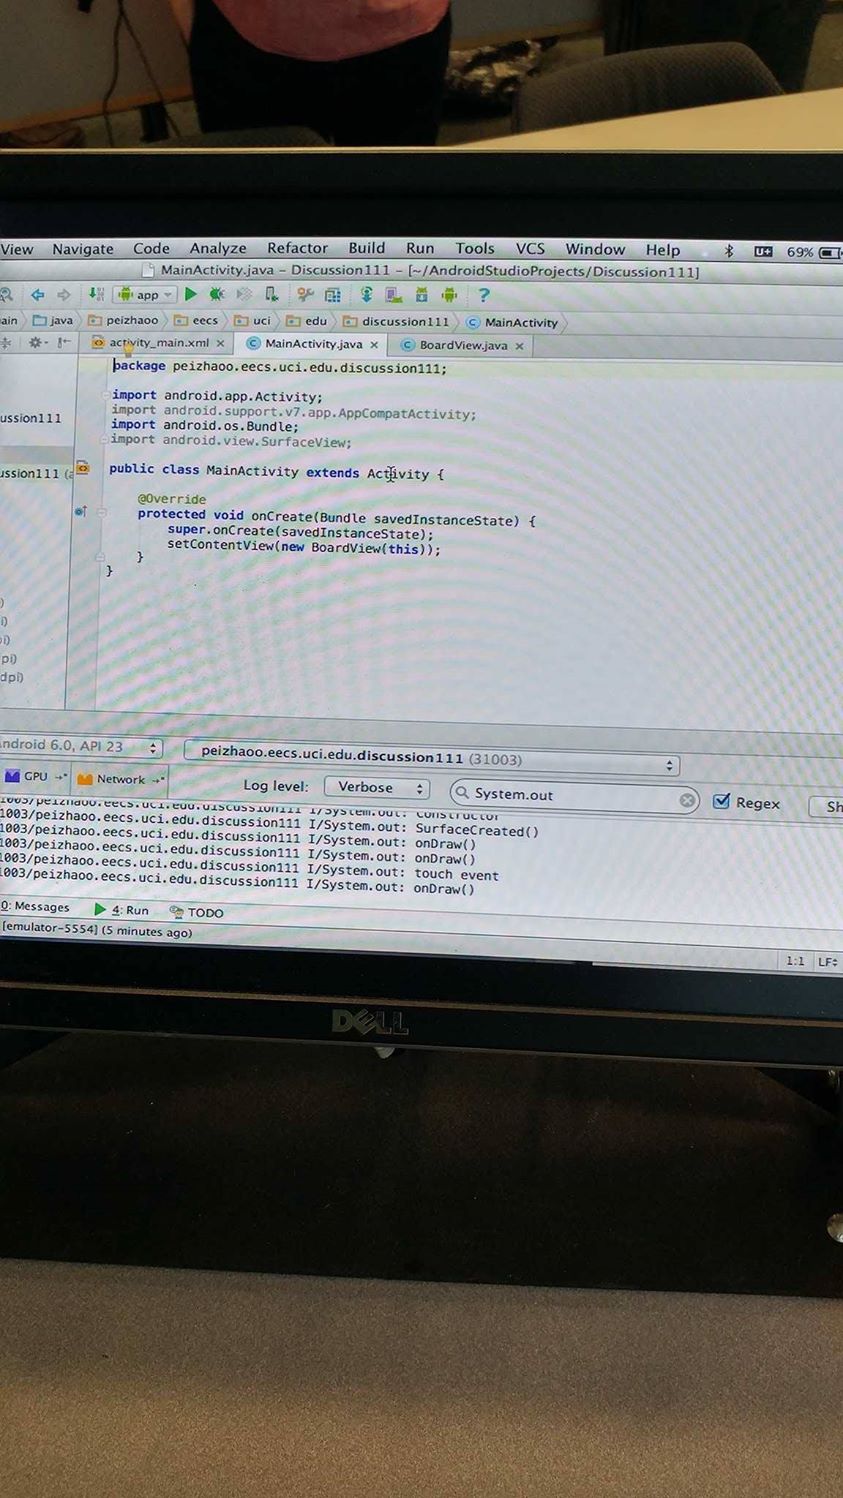 View Navigate Code Analyze Refactor Build Run Tools VCS Window Help 69%
MainActivity.java - Discussion111 - [~/AndroidStudioProjects/Discussion111]
app ?
ain java peizhaoo eecs uci edu discussion111 MainActivity
activity_main.xml MainActivity.java BoardView.java
package peizhaoo.eecs.uci.edu.discussion111;
import android.app.Activity;
import android.support.v7.app.AppCompatActivity;
import android.os.Bundle;
import android.view.SurfaceView;
ussion111
ussion111 (a
public class MainActivity extends Activity {
@Override
protected void onCreate(Bundle savedInstanceState) {
super.onCreate(savedInstanceState);
setContentView(new BoardView(this));
}
}
)
i)
oi)
pi)
dpi)
ndroid 6.0, API 23 peizhaoo.eecs.uci.edu.discussion111 (31003)
GPU Network Log level: Verbose System.out Regex Sh
1003/peizhaoo.eecs.uci.edu.discussion111 I/System.out: Constructor
1003/peizhaoo.eecs.uci.edu.discussion111 I/System.out: SurfaceCreated()
1003/peizhaoo.eecs.uci.edu.discussion111 I/System.out: onDraw()
1003/peizhaoo.eecs.uci.edu.discussion111 I/System.out: onDraw()
1003/peizhaoo.eecs.uci.edu.discussion111 I/System.out: touch event
1003/peizhaoo.eecs.uci.edu.discussion111 I/System.out: onDraw()
0: Messages 4: Run TODO
[emulator-5554] (5 minutes ago)
1:1 LF
DELL